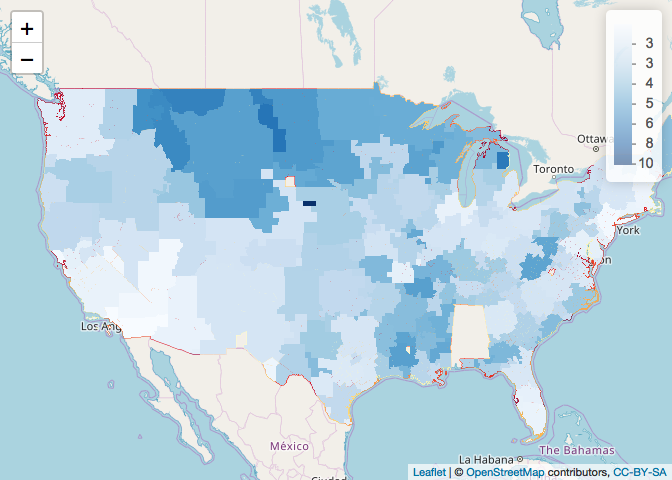 +
−
3
3
4
5
6
8
10
Ottawa
Toronto
York
on
Los Ang
México
The Bahamas
La Habana
Ciudad
Leaflet | © OpenStreetMap contributors, CC-BY-SA